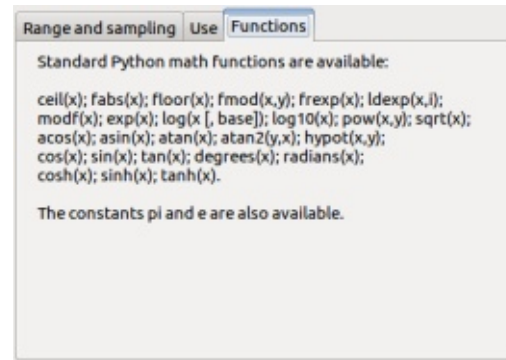 Range and sampling Use Functions
Standard Python math functions are available:
ceil(x); fabs(x); floor(x); fmod(x,y); frexp(x); ldexp(x,i);
modf(x); exp(x); log(x [, base]); log10(x); pow(x,y); sqrt(x);
acos(x); asin(x); atan(x); atan2(y,x); hypot(x,y);
cos(x); sin(x); tan(x); degrees(x); radians(x);
cosh(x); sinh(x); tanh(x).
The constants pi and e are also available.